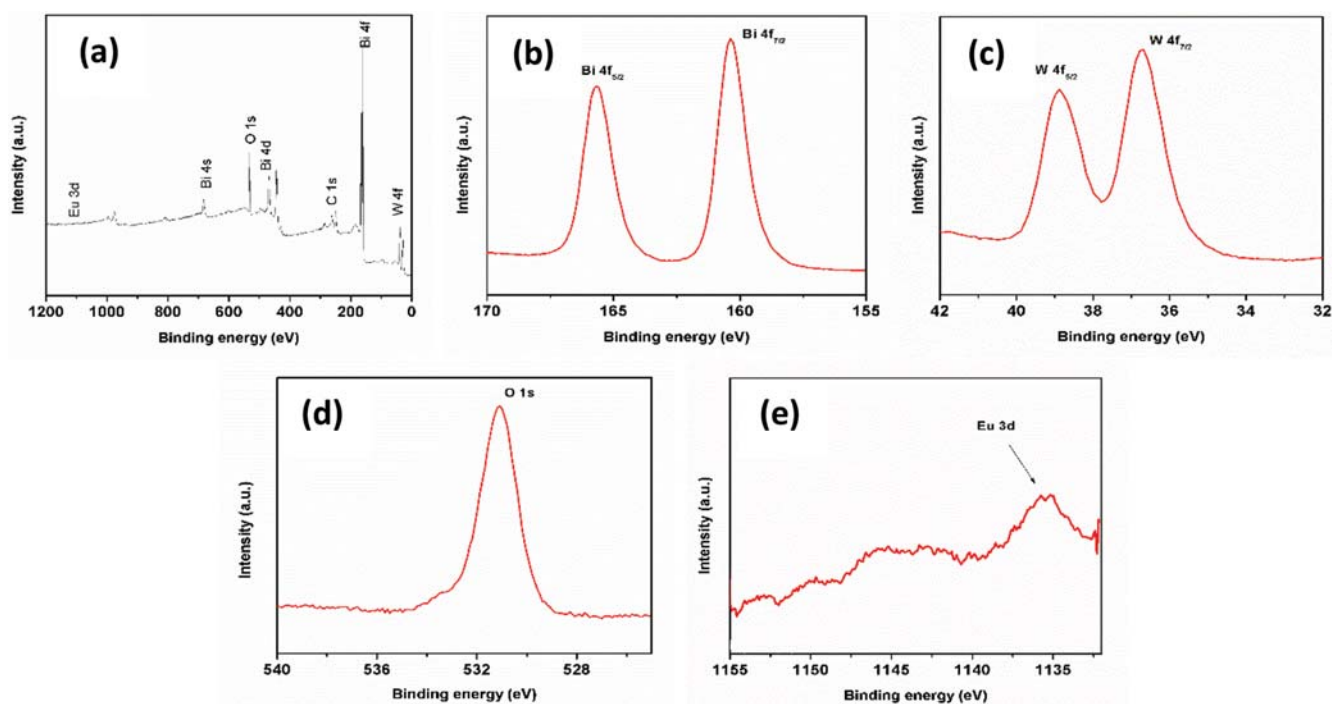 (a)
Intensity (a.u.)
Eu 3d
Bi 4s
O 1s
Bi 4d
C 1s
Bi 4f
W 4f
1200 1000 800 600 400 200 0
Binding energy (eV)
(b)
Intensity (a.u.)
Bi 4f5/2
Bi 4f7/2
170 165 160 155
Binding energy (eV)
(c)
Intensity (a.u.)
W 4f5/2
W 4f7/2
42 40 38 36 34 32
Binding energy (eV)
(d)
Intensity (a.u.)
O 1s
540 536 532 528
Binding energy (eV)
(e)
Intensity (a.u.)
Eu 3d
1155 1150 1145 1140 1135
Binding energy (eV)